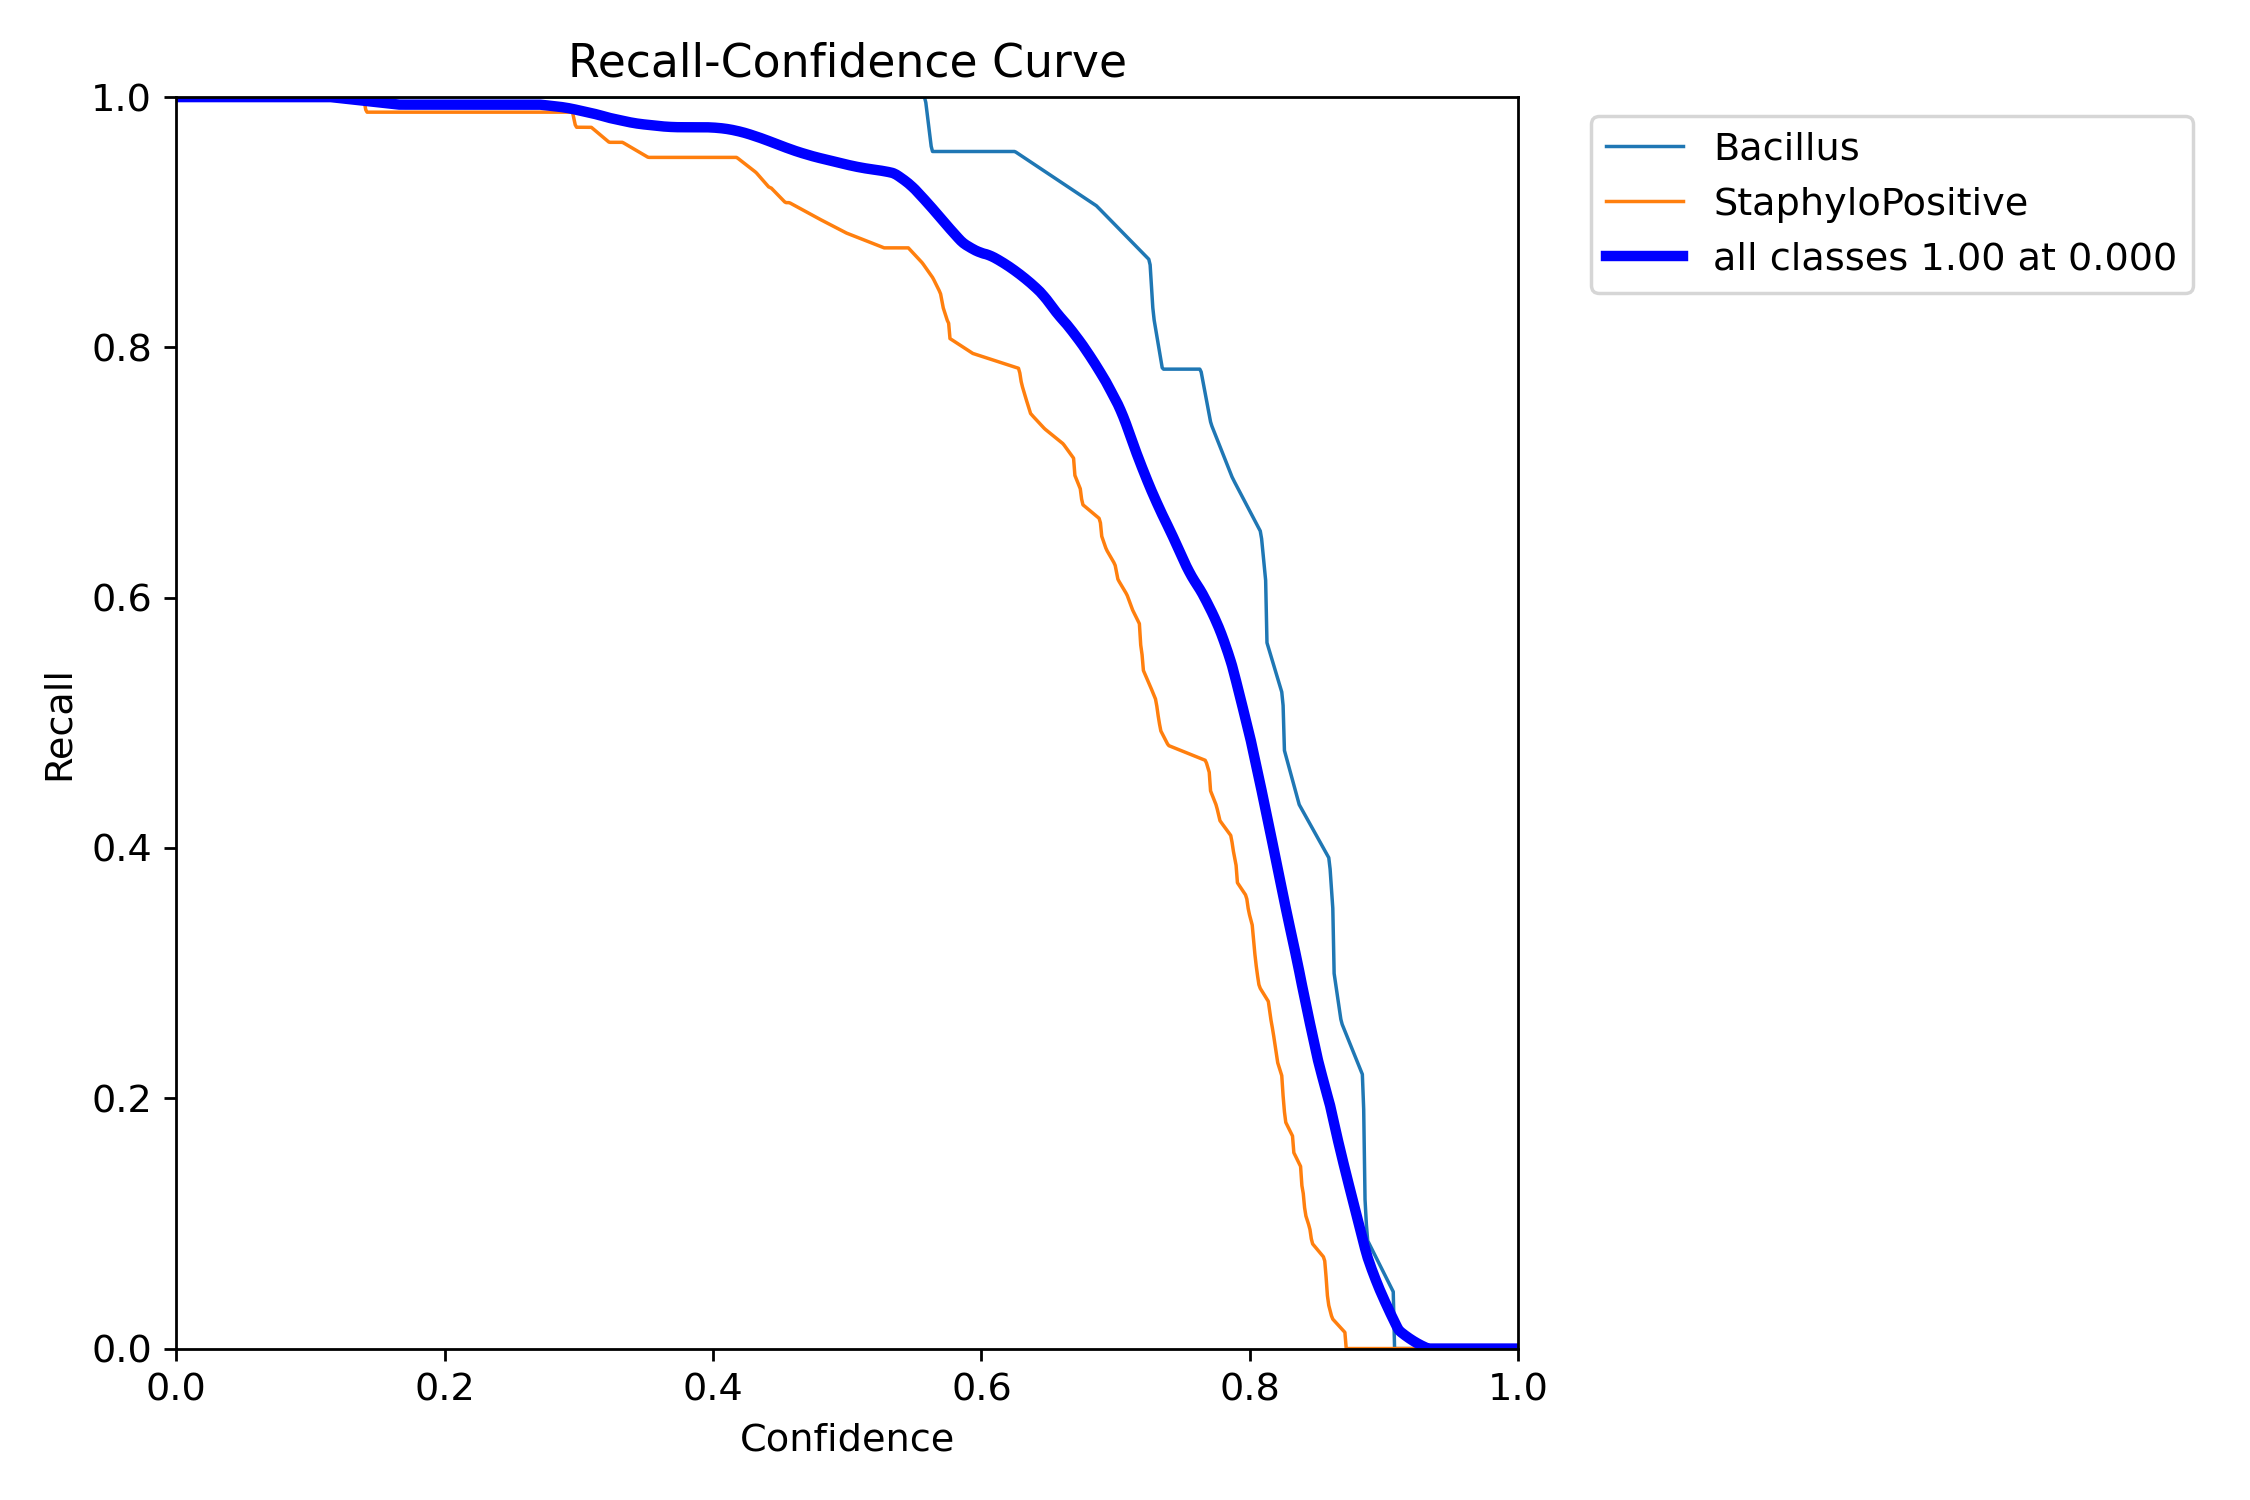 Recall-Confidence Curve
1.0
0.8
0.6
0.4
0.2
0.0
Recall
0.0 0.2 0.4 0.6 0.8 1.0
Confidence
Bacillus
StaphyloPositive
all classes 1.00 at 0.000